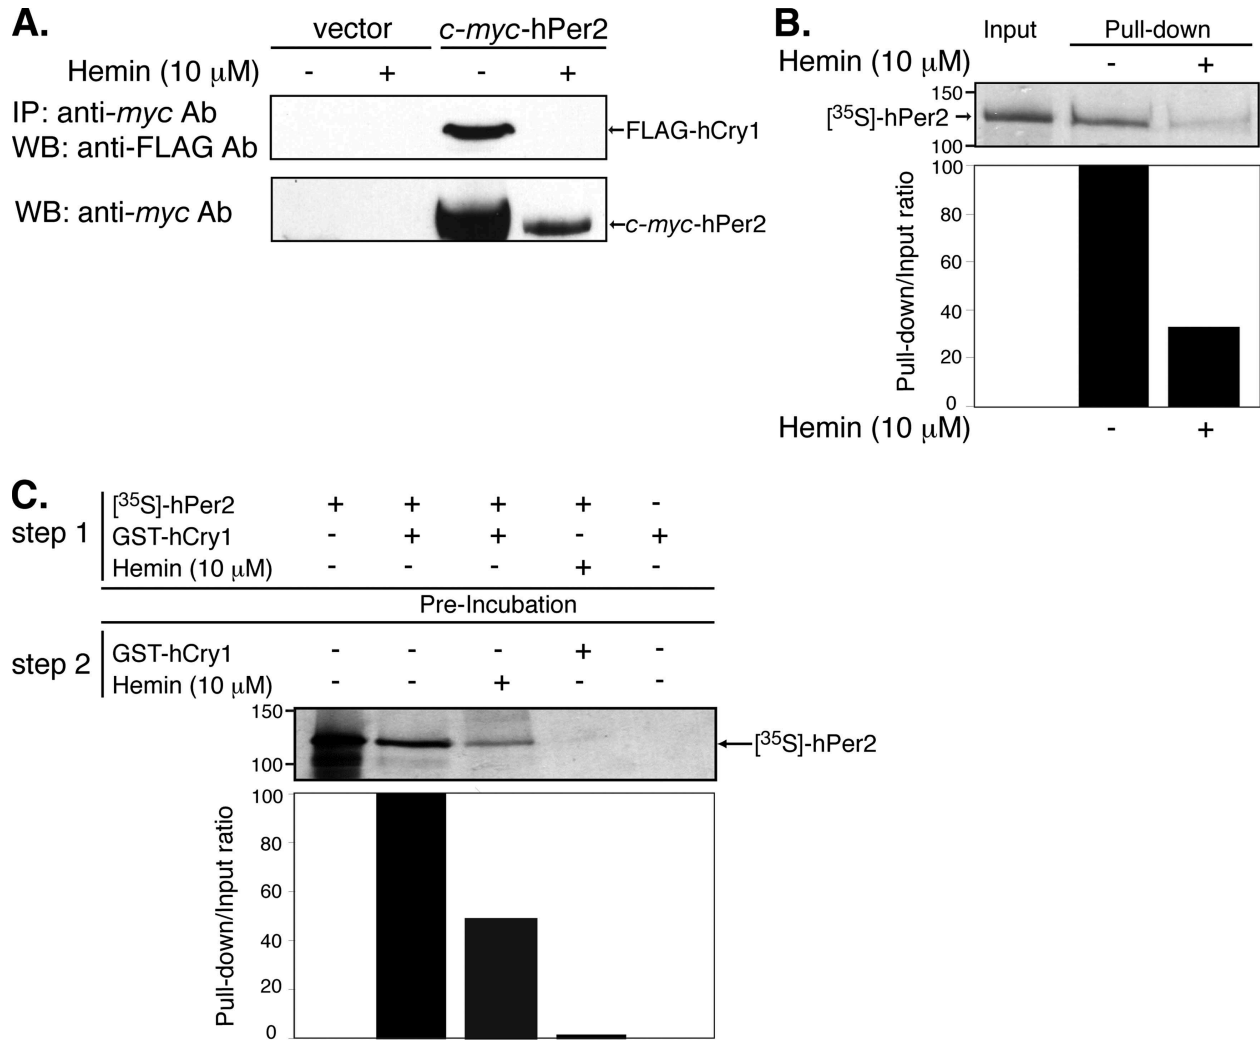 A.
vector c-myc-hPer2
Hemin (10 μM) - + - +
IP: anti-myc Ab
WB: anti-FLAG Ab
←FLAG-hCry1
WB: anti-myc Ab
←c-myc-hPer2
B.
Input Pull-down
Hemin (10 μM) - +
150
[³⁵S]-hPer2→
100
Pull-down/Input ratio
100
80
60
40
20
0
Hemin (10 μM) - +
C.
step 1
[³⁵S]-hPer2 + + + + -
GST-hCry1 - + + - +
Hemin (10 μM) - - - + -
Pre-Incubation
step 2
GST-hCry1 - - - + -
Hemin (10 μM) - - + - -
150
100
←[³⁵S]-hPer2
Pull-down/Input ratio
100
80
60
40
20
0